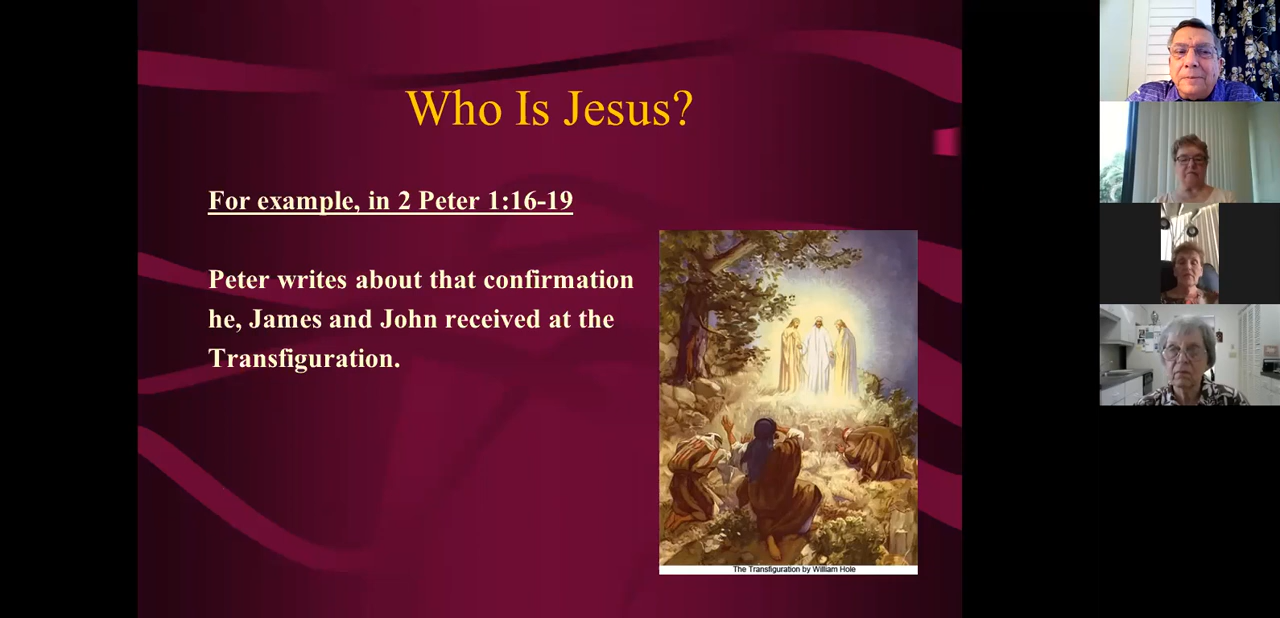 Who Is Jesus?
For example, in 2 Peter 1:16-19
Peter writes about that confirmation
he, James and John received at the
Transfiguration.
The Transfiguration by William Hole